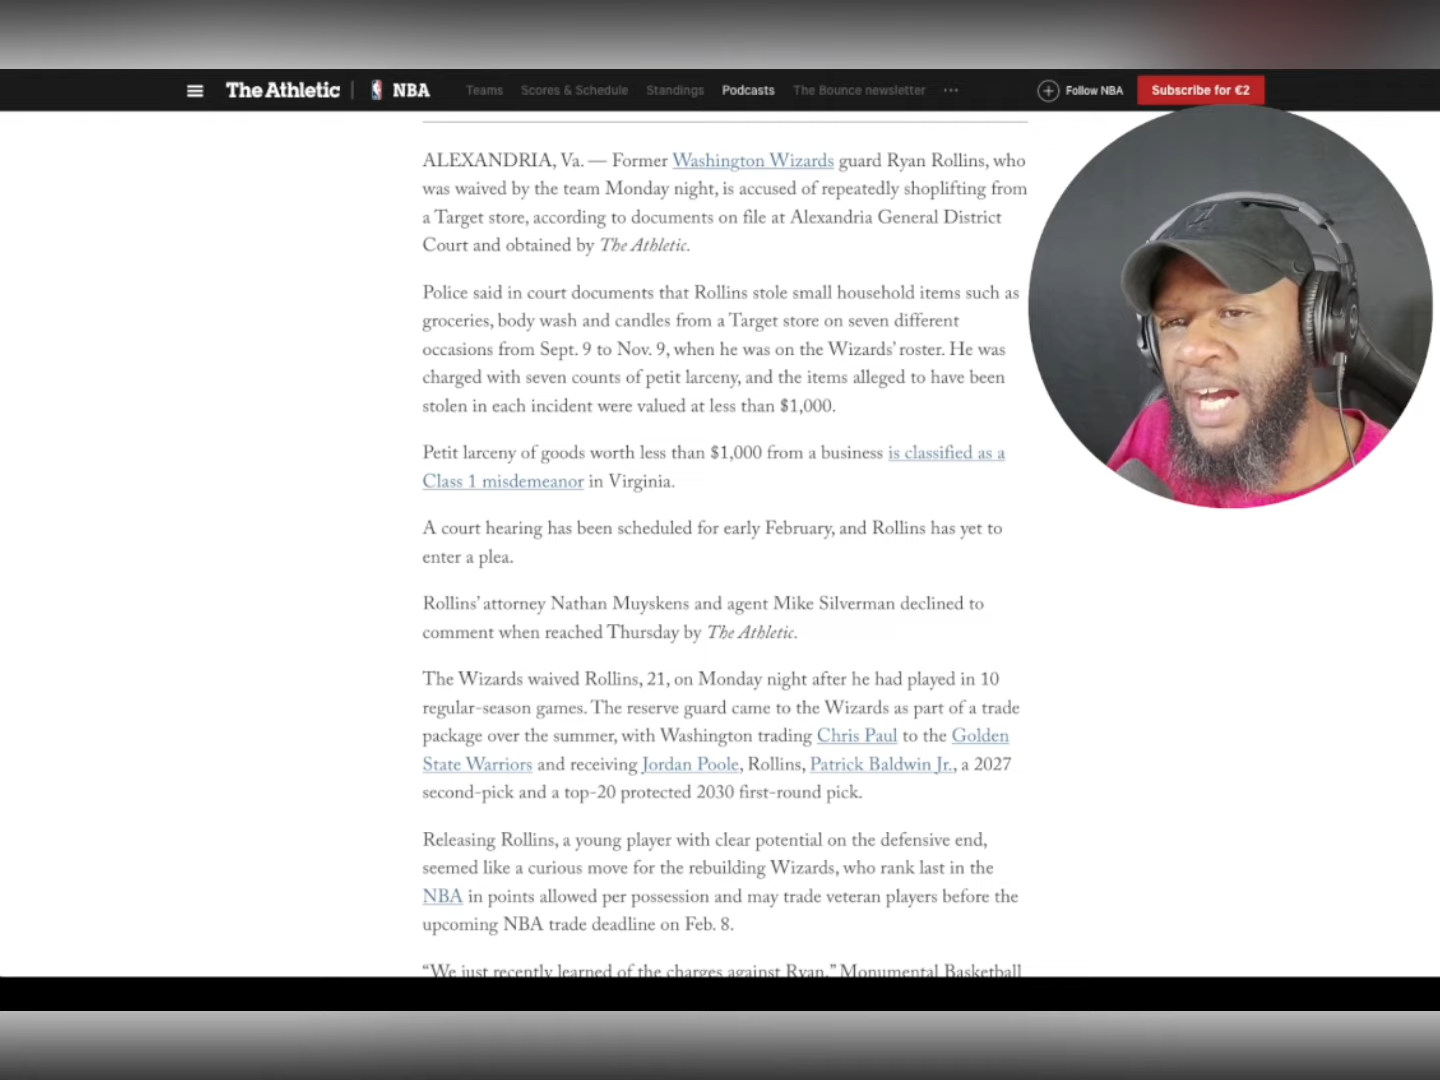 The Athletic | NBA Teams Scores & Schedule Standings Podcasts The Bounce newsletter ••• Follow NBA Subscribe for €2
ALEXANDRIA, Va. — Former Washington Wizards guard Ryan Rollins, who
was waived by the team Monday night, is accused of repeatedly shoplifting from
a Target store, according to documents on file at Alexandria General District
Court and obtained by The Athletic.
Police said in court documents that Rollins stole small household items such as
groceries, body wash and candles from a Target store on seven different
occasions from Sept. 9 to Nov. 9, when he was on the Wizards’ roster. He was
charged with seven counts of petit larceny, and the items alleged to have been
stolen in each incident were valued at less than $1,000.
Petit larceny of goods worth less than $1,000 from a business is classified as a
Class 1 misdemeanor in Virginia.
A court hearing has been scheduled for early February, and Rollins has yet to
enter a plea.
Rollins’ attorney Nathan Muyskens and agent Mike Silverman declined to
comment when reached Thursday by The Athletic.
The Wizards waived Rollins, 21, on Monday night after he had played in 10
regular-season games. The reserve guard came to the Wizards as part of a trade
package over the summer, with Washington trading Chris Paul to the Golden
State Warriors and receiving Jordan Poole, Rollins, Patrick Baldwin Jr., a 2027
second-pick and a top-20 protected 2030 first-round pick.
Releasing Rollins, a young player with clear potential on the defensive end,
seemed like a curious move for the rebuilding Wizards, who rank last in the
NBA in points allowed per possession and may trade veteran players before the
upcoming NBA trade deadline on Feb. 8.
“We just recently learned of the charges against Ryan,” Monumental Basketball